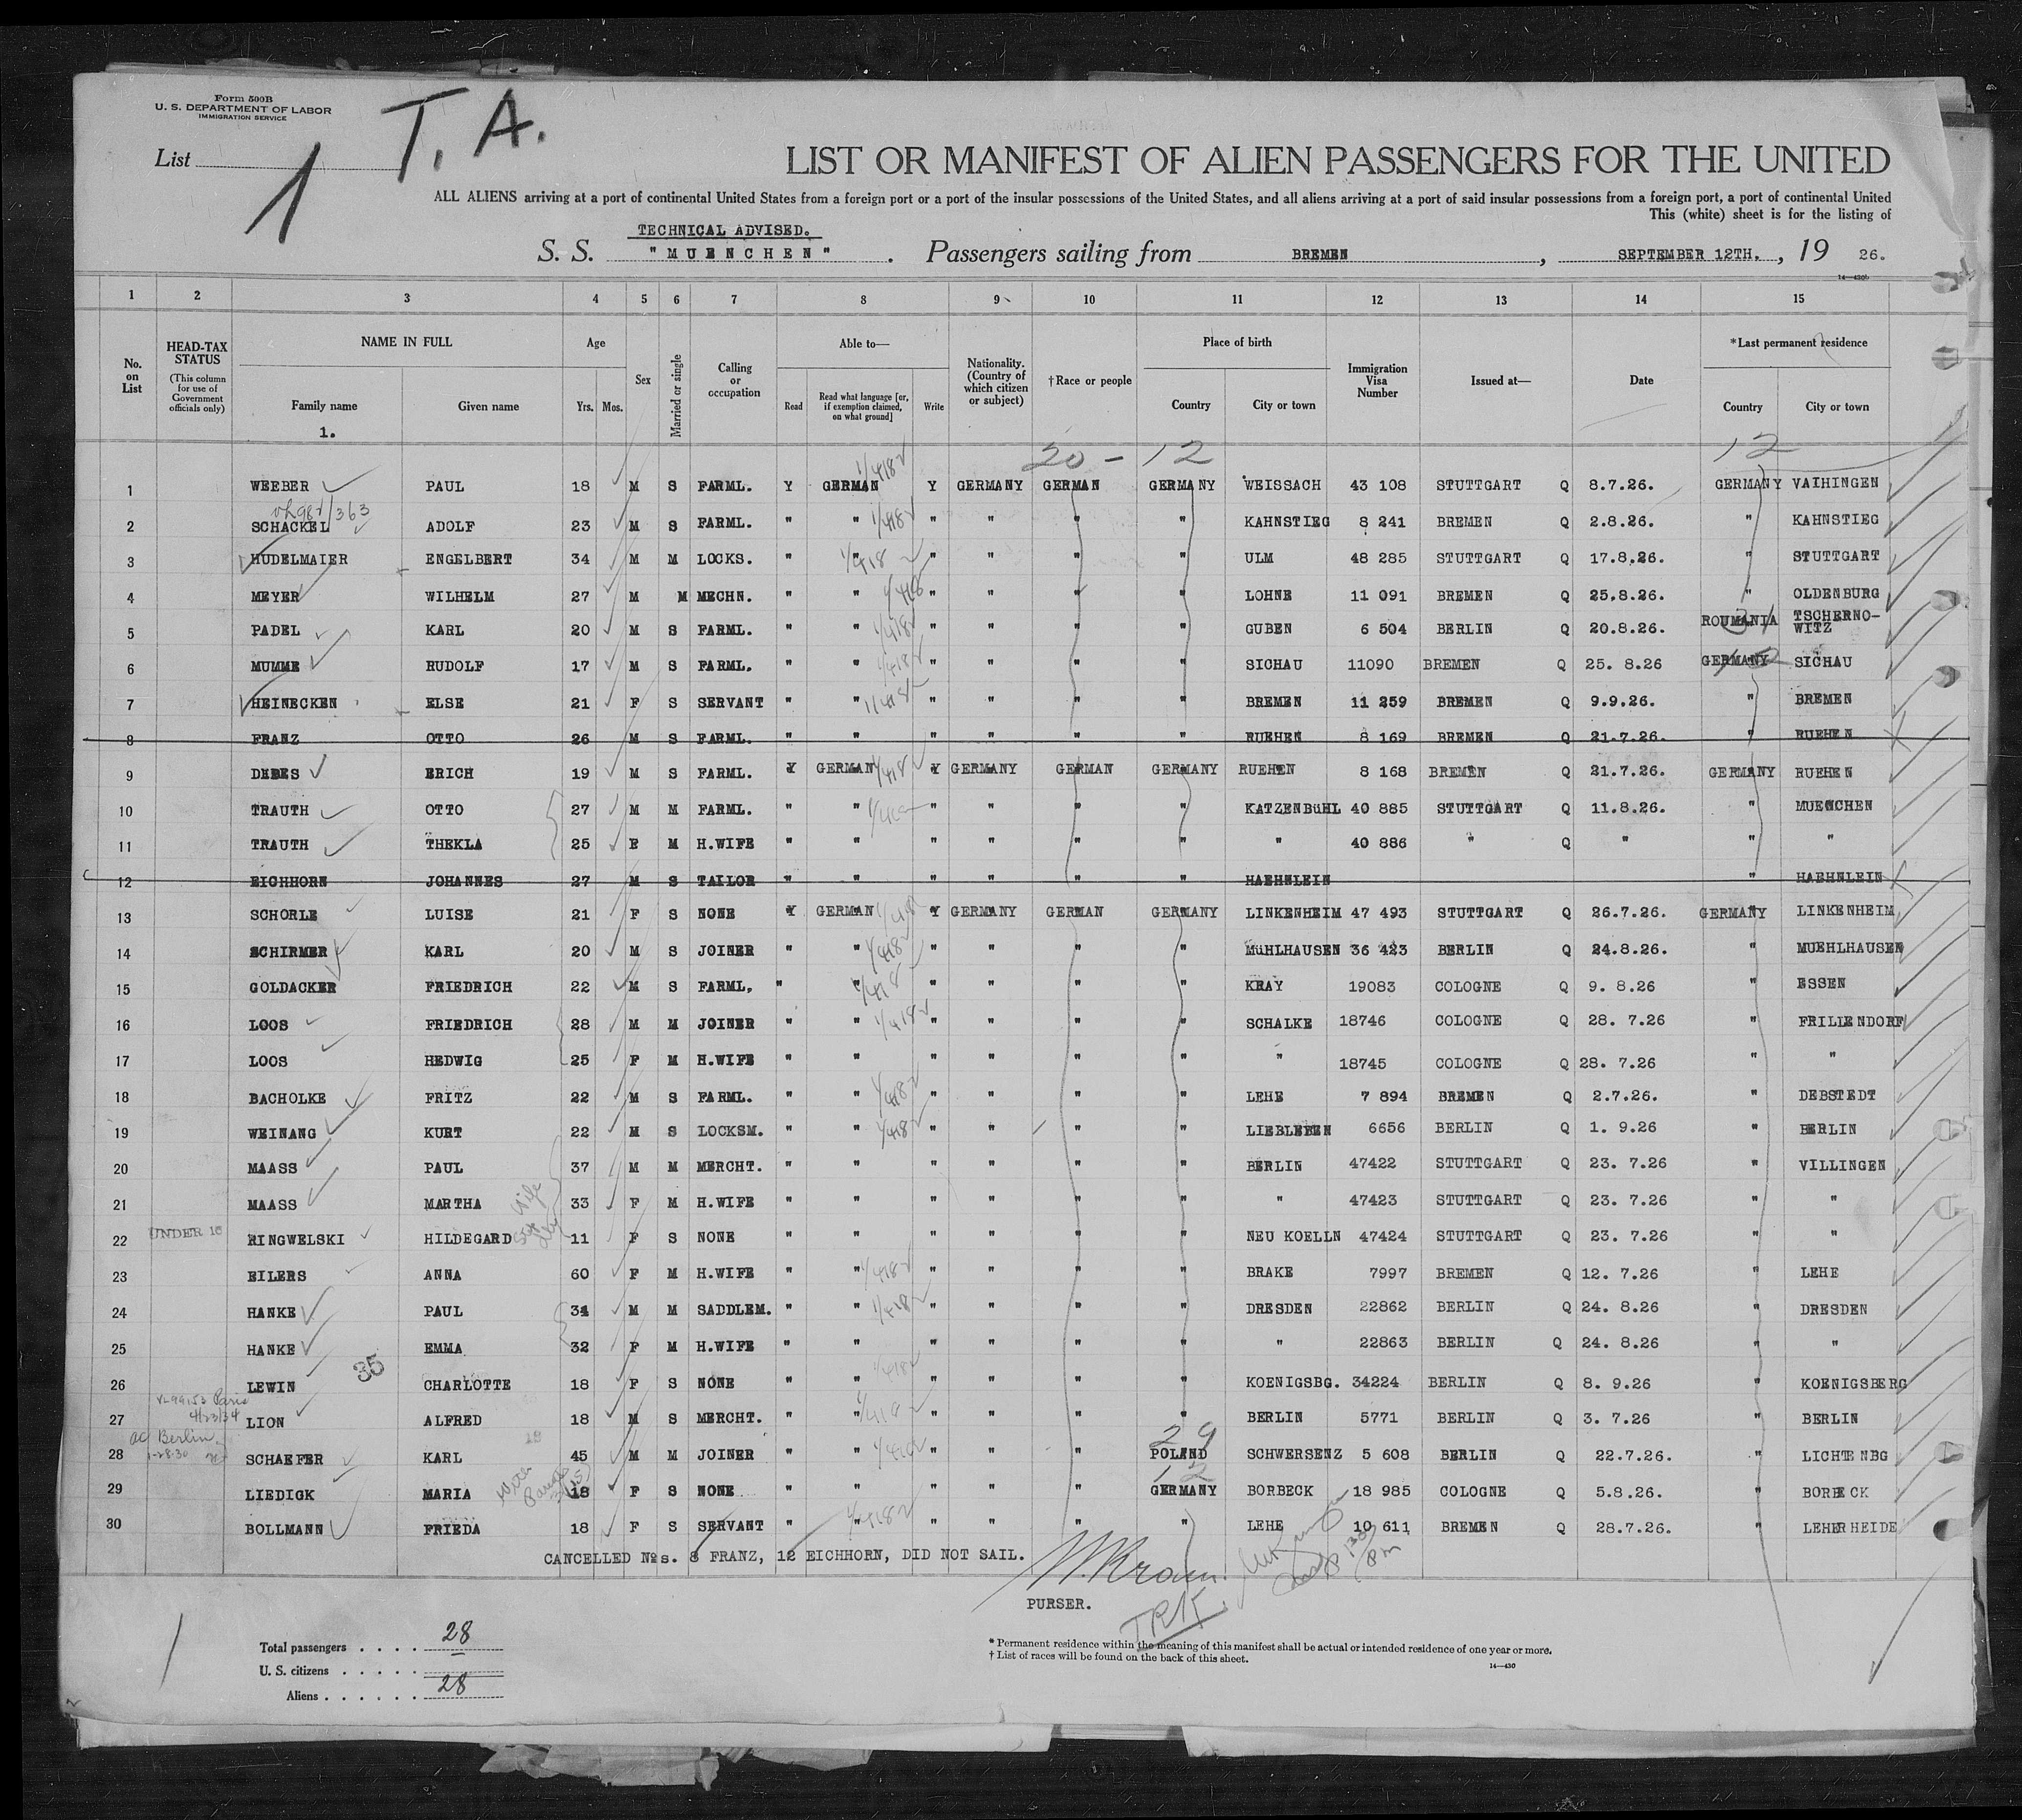 Form 500B
U. S. DEPARTMENT OF LABOR
IMMIGRATION SERVICE
T. A.
List 1
LIST OR MANIFEST OF ALIEN PASSENGERS FOR THE UNITED
ALL ALIENS arriving at a port of continental United States from a foreign port or a port of the insular possessions of the United States, and all aliens arriving at a port of said insular possessions from a foreign port, a port of continental United
This (white) sheet is for the listing of
TECHNICAL ADVISED.
S. S. "MUENCHEN". Passengers sailing from BREMEN, SEPTEMBER 12TH., 19 26.
14-430b
1 2 3 4 5 6 7 8 9 10 11 12 13 14 15
No. on List
HEAD-TAX STATUS (This column for use of Government officials only)
NAME IN FULL Family name Given name
1.
Age Yrs. Mos.
Sex
Married or single
Calling or occupation
Able to— Read Read what language [or, if exemption claimed, on what ground] Write
Nationality. (Country of which citizen or subject)
†Race or people
Place of birth Country City or town
Immigration Visa Number
Issued at—
Date
*Last permanent residence Country City or town
20 - 12 12
1 WEEBER PAUL 18 M S FARML. Y GERMAN Y GERMANY GERMAN GERMANY WEISSACH 43 108 STUTTGART Q 8.7.26. GERMANY VAIHINGEN
2 SCHACKEL ADOLF 23 M S FARML. " " " " " " KAHNSTIEG 8 241 BREMEN Q 2.8.26. " KAHNSTIEG
3 HUDELMAIER ENGELBERT 34 M M LOCKS. " " " " " " ULM 48 285 STUTTGART Q 17.8.26. " STUTTGART
4 MEYER WILHELM 27 M M MECHN. " " " " " " LOHNE 11 091 BREMEN Q 25.8.26. " OLDENBURG
5 PADEL KARL 20 M S FARML. " " " " " " GUBEN 6 504 BERLIN Q 20.8.26. ROUMANIA TSCHERNO-WITZ
6 MUMME RUDOLF 17 M S FARML. " " " " " " SICHAU 11090 BREMEN Q 25. 8.26 GERMANY SICHAU
7 HEINECKEN ELSE 21 F S SERVANT " " " " " " BREMEN 11 259 BREMEN Q 9.9.26. " BREMEN
8 FRANZ OTTO 26 M S FARML. " " " " " " RUEHEN 8 169 BREMEN Q 21.7.26. " RUEHEN
9 DEBES ERICH 19 M S FARML. Y GERMAN Y GERMANY GERMAN GERMANY RUEHEN 8 168 BREMEN Q 21.7.26. GERMANY RUEHEN
10 TRAUTH OTTO 27 M M FARML. " " " " " " KATZENBUHL 40 885 STUTTGART Q 11.8.26. " MUENCHEN
11 TRAUTH THEKLA 25 F M H.WIFE " " " " " " " 40 886 " Q " " "
12 EICHHORN JOHANNES 27 M S TAILOR " " " " " " HAEHNLEIN " HAEHNLEIN
13 SCHORLE LUISE 21 F S NONE Y GERMAN Y GERMANY GERMAN GERMANY LINKENHEIM 47 493 STUTTGART Q 26.7.26. GERMANY LINKENHEIM
14 SCHIRMER KARL 20 M S JOINER " " " " " " MüHLHAUSEN 36 423 BERLIN Q 24.8.26. " MUEHLHAUSEN
15 GOLDACKER FRIEDRICH 22 M S FARML, " " " " " " KRAY 19083 COLOGNE Q 9. 8.26 " ESSEN
16 LOOS FRIEDRICH 28 M M JOINER " " " " " " SCHALKE 18746 COLOGNE Q 28. 7.26 " FRILLENDORF
17 LOOS HEDWIG 25 F M H.WIFE " " " " " " " 18745 COLOGNE Q 28. 7.26 " "
18 BACHOLKE FRITZ 22 M S FARML. " " " " " " LEHE 7 894 BREMEN Q 2.7.26. " DEBSTEDT
19 WEINANG KURT 22 M S LOCKSM. " " " " " " 6656 BERLIN Q 1. 9.26 " BERLIN
20 MAASS PAUL 37 M M MERCHT. " " " " " " BERLIN 47422 STUTTGART Q 23. 7.26 " VILLINGEN
21 MAASS MARTHA wife 33 F M H.WIFE " " " " " " " 47423 STUTTGART Q 23. 7.26 " "
22 UNDER 16 RINGWELSKI HILDEGARD 11 F S NONE " " " " " " NEU KOELLN 47424 STUTTGART Q 23. 7.26 " "
23 EILERS ANNA 60 F M H.WIFE " " " " " " BRAKE 7997 BREMEN Q 12. 7.26 " LEHE
24 HANKE PAUL 34 M M SADDLEM. " " " " " " DRESDEN 22862 BERLIN Q 24. 8.26 " DRESDEN
25 HANKE EMMA 32 F M H.WIFE " " " " " " " 22863 BERLIN Q 24. 8.26 " "
35
26 LEWIN CHARLOTTE 18 F S NONE " " " " " " KOENIGSBG. 34224 BERLIN Q 8. 9.26 " KOENIGSBERG
4/23/34
27 LION ALFRED 18 M S MERCHT. " " " " " " BERLIN 5771 BERLIN Q 3. 7.26 " BERLIN
Berlin
29
28 SCHAEFER KARL 45 M M JOINER " " " " " POLAND SCHWERSENZ 5 608 BERLIN Q 22.7.26. " LICHTENBG
12
29 LIEDIGK MARIA 18 F S NONE " " " " " GERMANY BORBECK 18 985 COLOGNE Q 5.8.26. " BORBECK
30 BOLLMANN FRIEDA 18 F S SERVANT " " " " " " LEHE 10 611 BREMEN Q 28.7.26. " LEHERHEIDE
CANCELLED Nos. 8 FRANZ, 12 EICHHORN, DID NOT SAIL.
PURSER.
Total passengers . . . . 28
U. S. citizens . . . . .
Aliens . . . . . . 28
* Permanent residence within the meaning of this manifest shall be actual or intended residence of one year or more.
† List of races will be found on the back of this sheet.
14-430